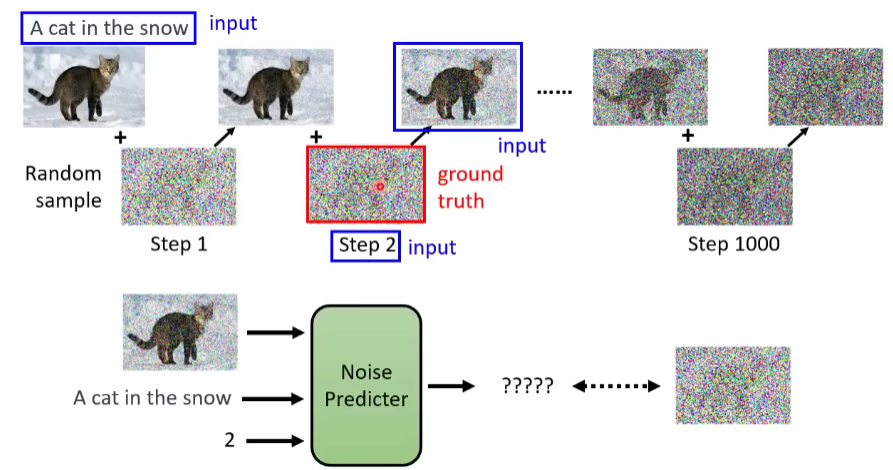 A cat in the snow input
+
+
......
+
input
Random
sample
ground
truth
Step 1
Step 2 input
Step 1000
Noise
Predicter
?????
A cat in the snow
2